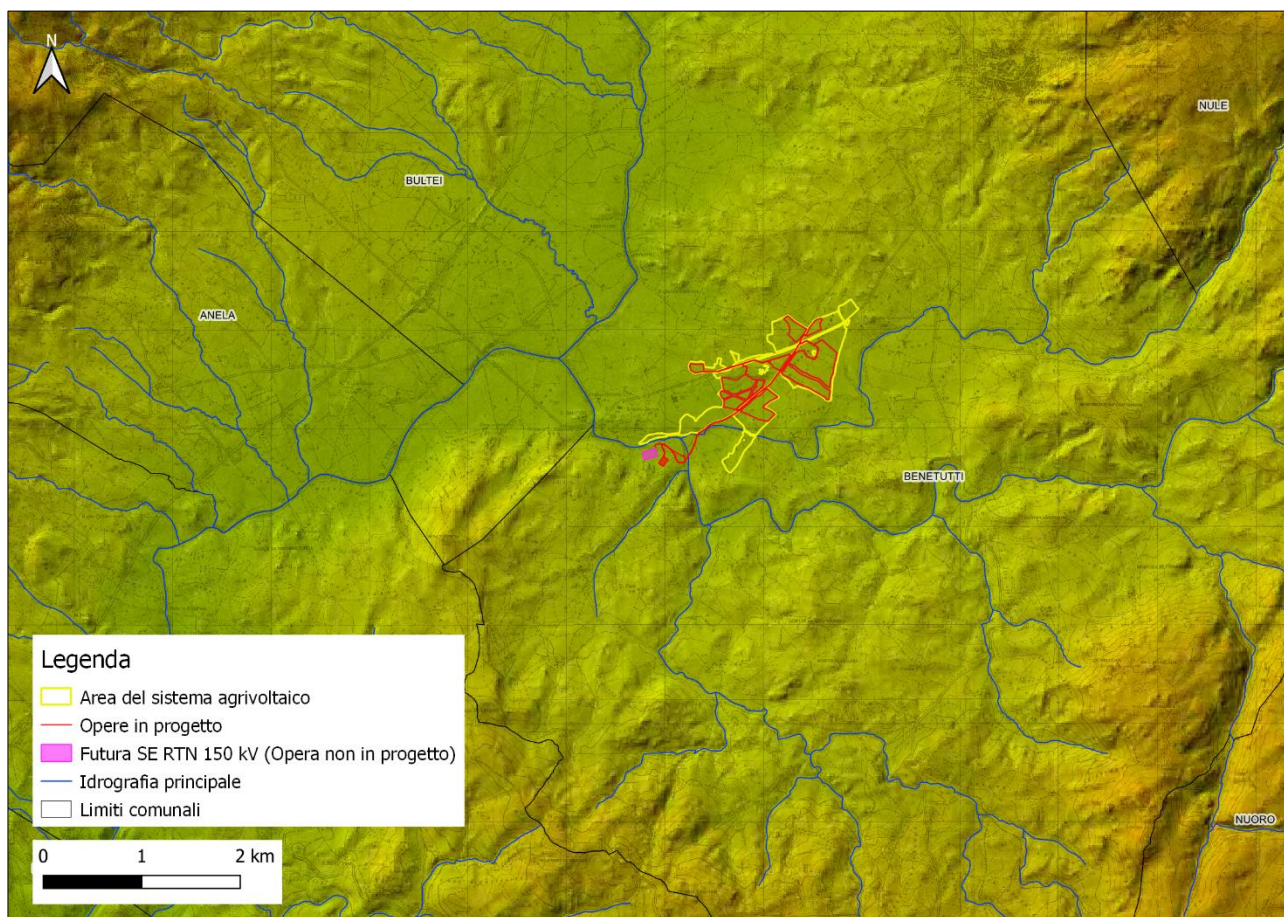 N
NULE
BULTEI
ANELA
BENETUTTI
NUORO
Legenda
Area del sistema agrivoltaico
Opere in progetto
Futura SE RTN 150 kV (Opera non in progetto)
Idrografia principale
Limiti comunali
0 1 2 km